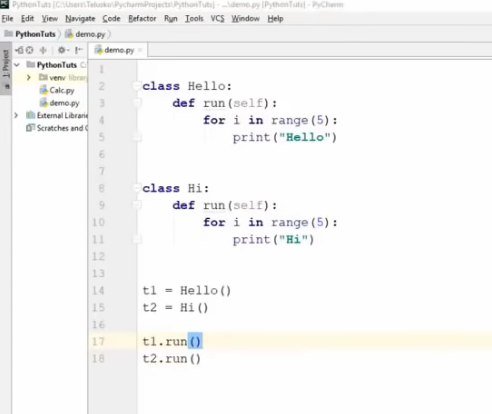 PythonTuts [C:\Users\Telusko\PycharmProjects\PythonTuts] - ...\demo.py [PythonTuts] - PyCharm
File Edit View Navigate Code Refactor Run Tools VCS Window Help
PythonTuts demo.py
1: Project
demo.py
PythonTuts
venv library
Calc.py
demo.py
External Librarie
Scratches and C
1
2 class Hello:
3 def run(self):
4 for i in range(5):
5 print("Hello")
6
7
8 class Hi:
9 def run(self):
10 for i in range(5):
11 print("Hi")
12
13
14 t1 = Hello()
15 t2 = Hi()
16
17 t1.run()
18 t2.run()